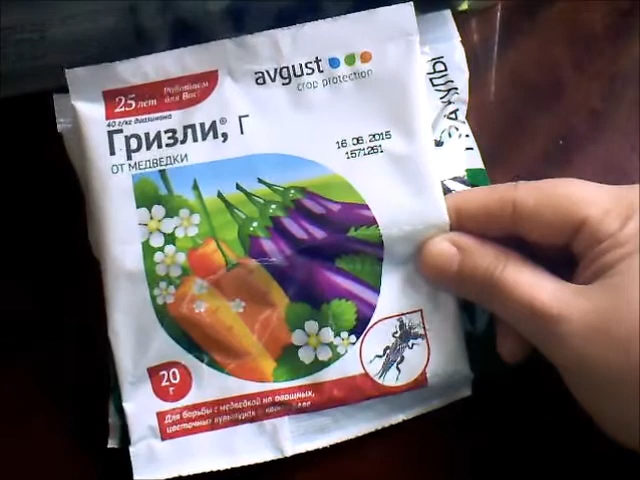 25 лет Работаем
для Вас!
avgust
crop protection
40 г/кг диазинона
Гризли®, Г
ОТ МЕДВЕДКИ
16 06 2015
1571261
20
г
Для борьбы с медведкой на овощных,
цветочных культурах и